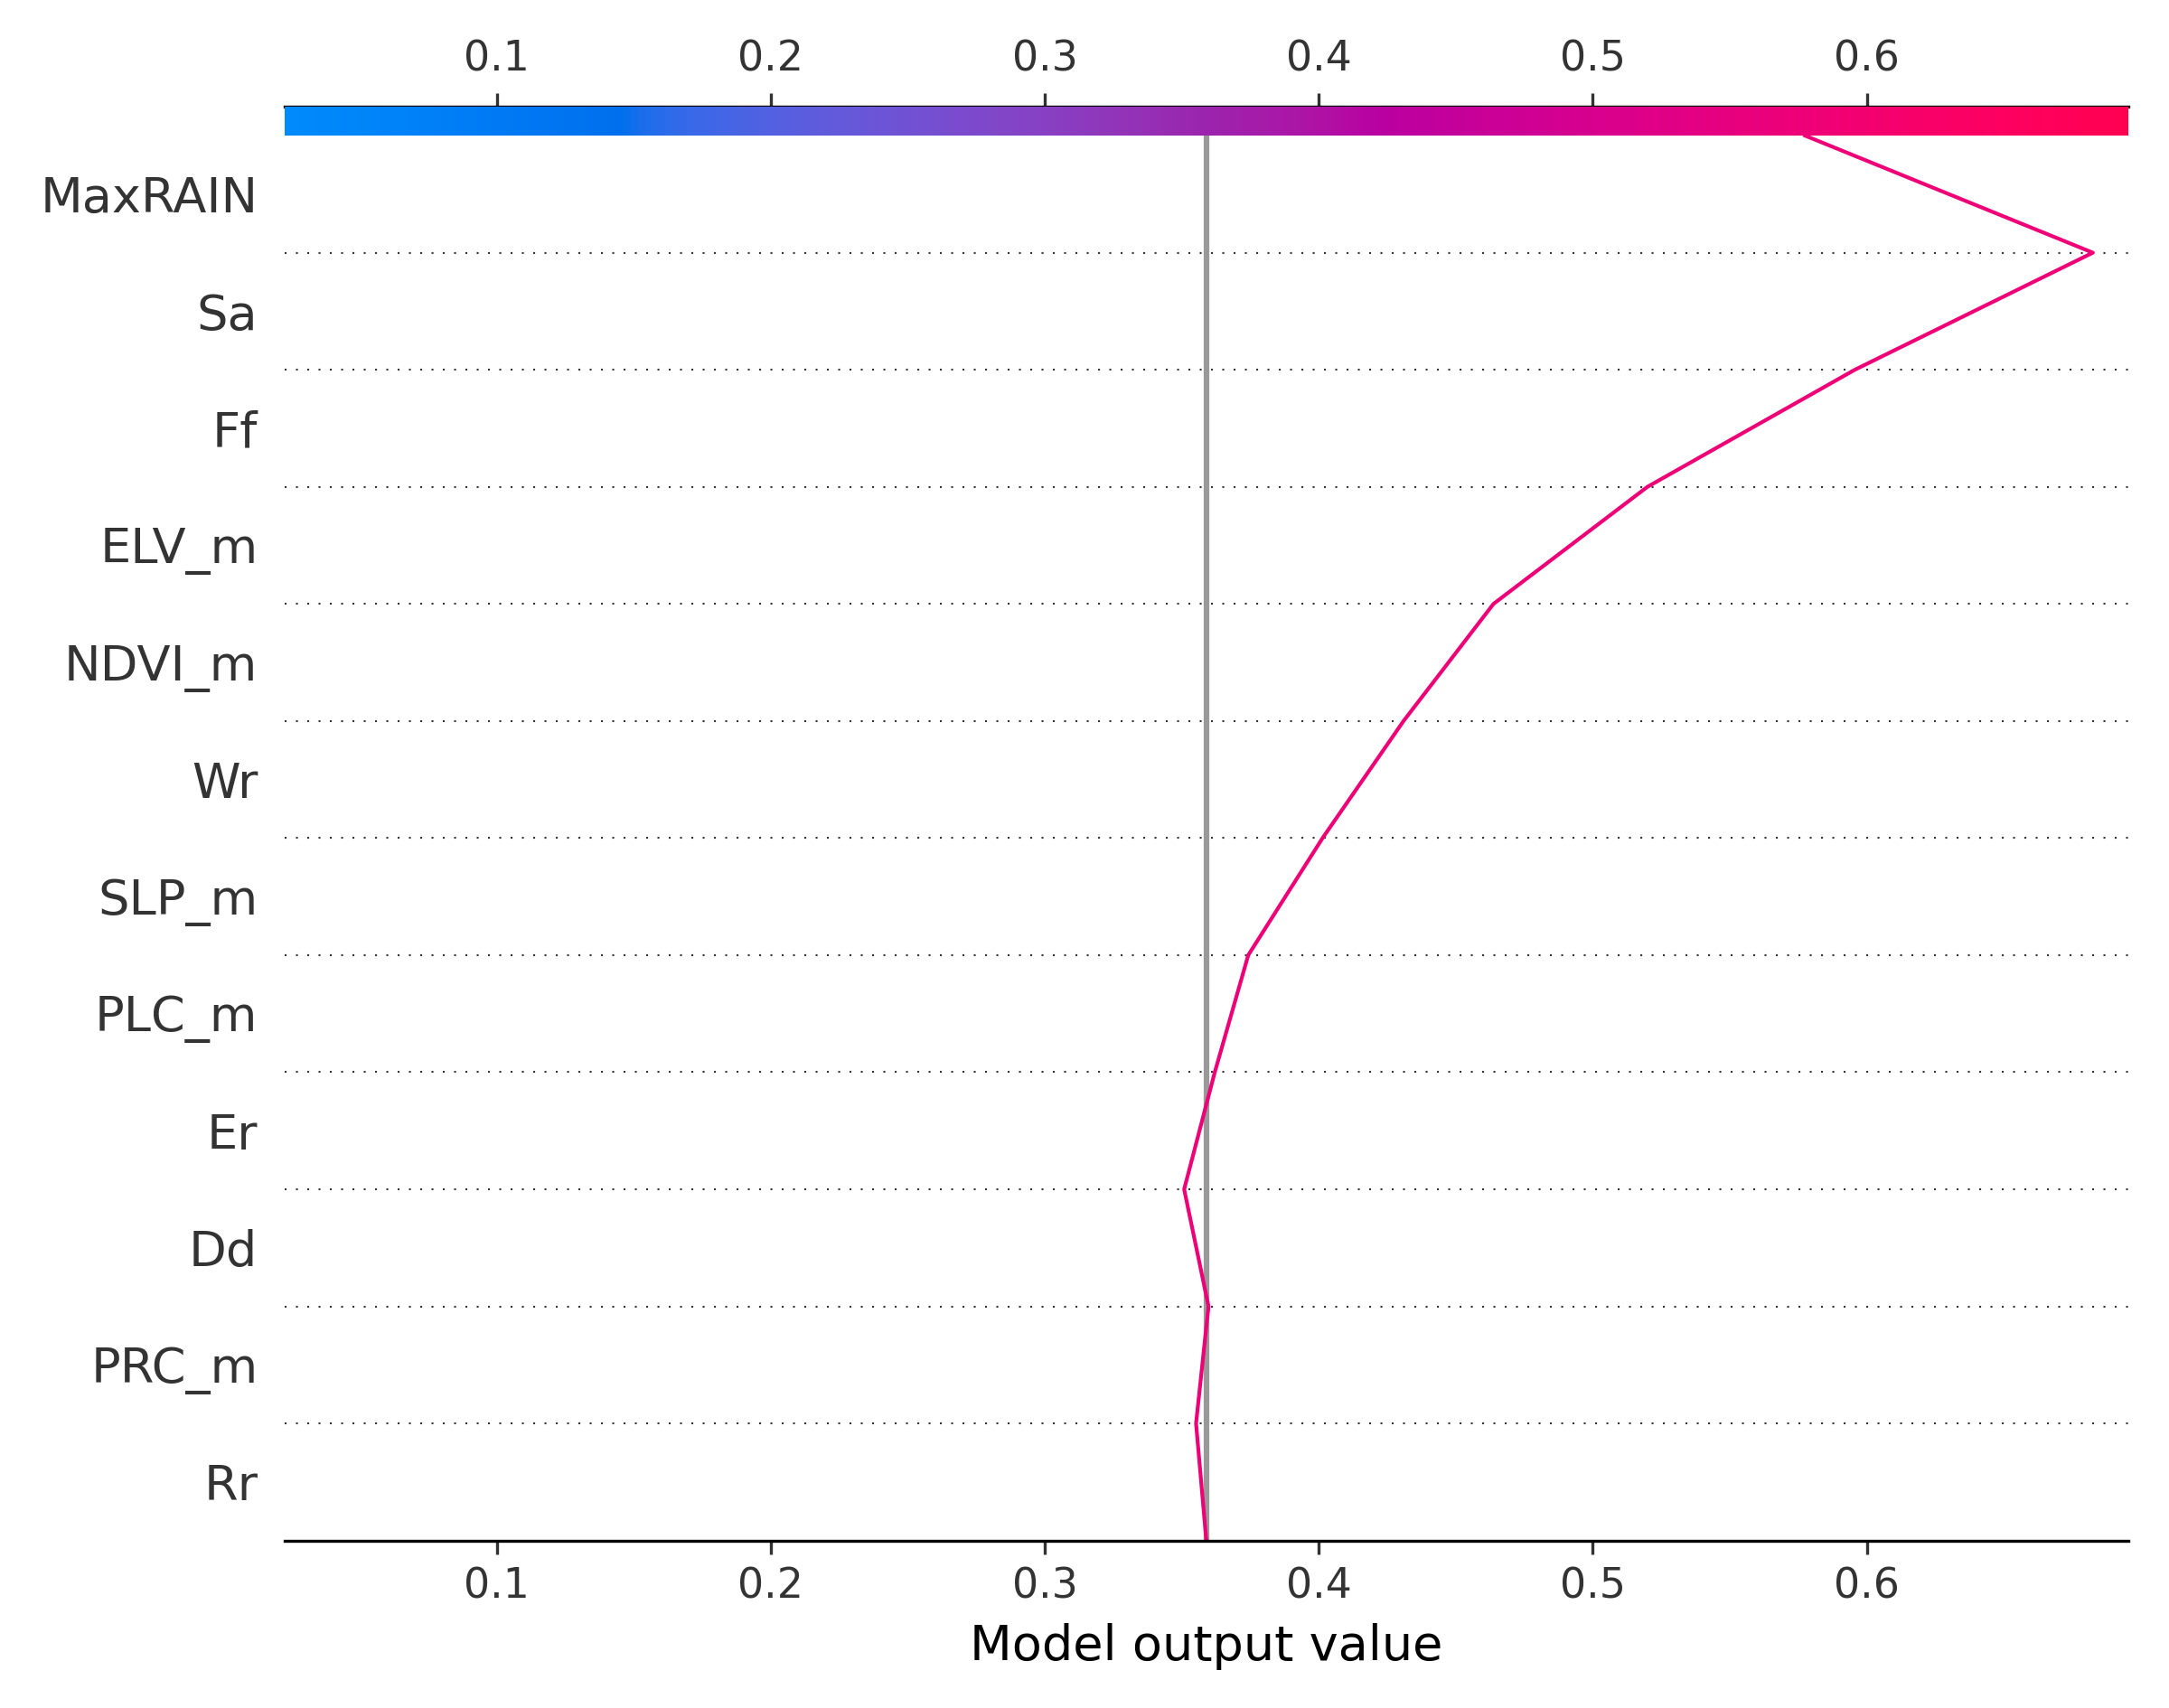 0.1 0.2 0.3 0.4 0.5 0.6
MaxRAIN
Sa
Ff
ELV_m
NDVI_m
Wr
SLP_m
PLC_m
Er
Dd
PRC_m
Rr
0.1 0.2 0.3 0.4 0.5 0.6
Model output value